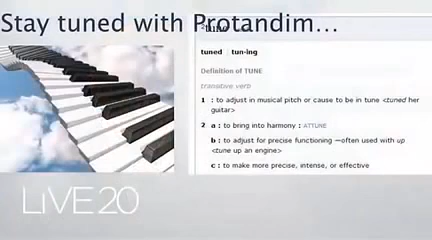 Stay tuned with Protandim...
²tune
tuned | tun·ing
Definition of TUNE
transitive verb
1 : to adjust in musical pitch or cause to be in tune <tuned her
guitar>
2 a : to bring into harmony : ATTUNE
b : to adjust for precise functioning —often used with up
<tune up an engine>
c : to make more precise, intense, or effective
LiVE20